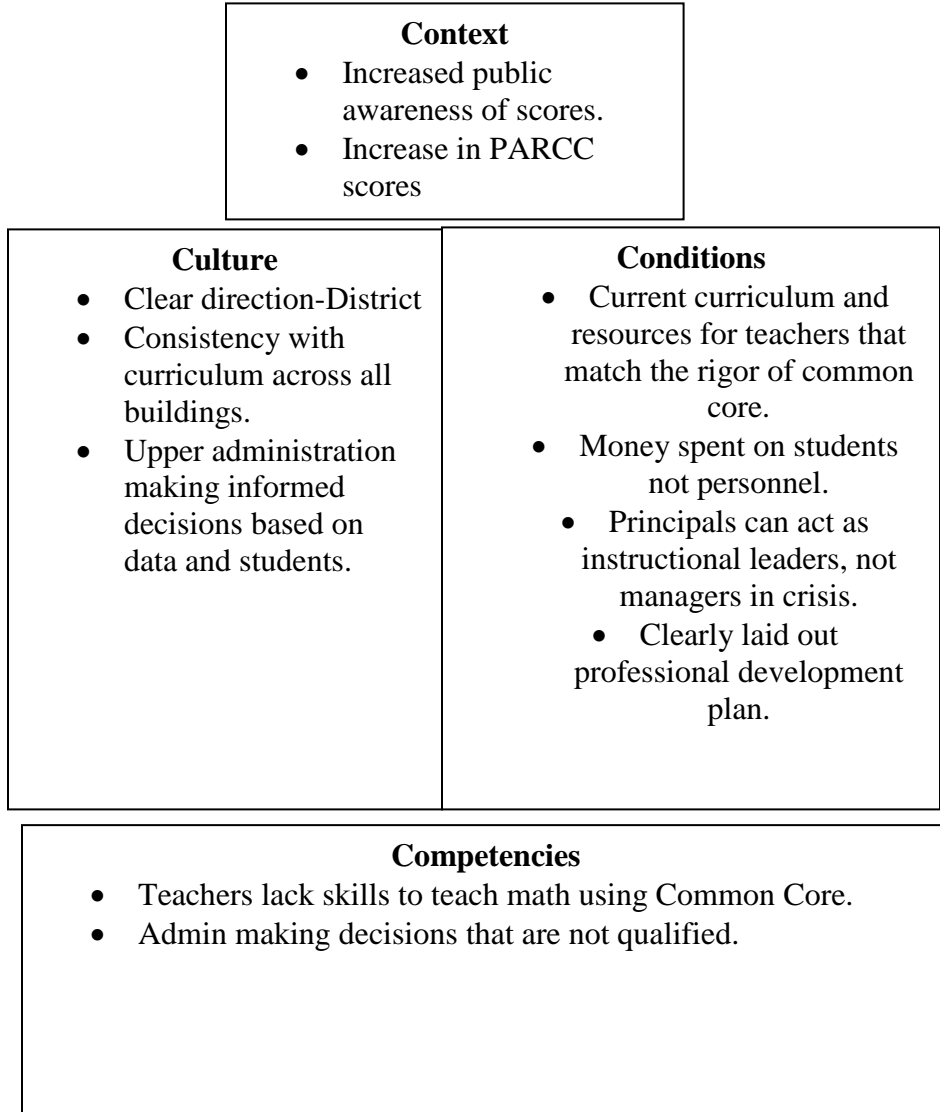 Context
• Increased public
awareness of scores.
• Increase in PARCC
scores
Culture
• Clear direction-District
• Consistency with
curriculum across all
buildings.
• Upper administration
making informed
decisions based on
data and students.
Conditions
• Current curriculum and
resources for teachers that
match the rigor of common
core.
• Money spent on students
not personnel.
• Principals can act as
instructional leaders, not
managers in crisis.
• Clearly laid out
professional development
plan.
Competencies
• Teachers lack skills to teach math using Common Core.
• Admin making decisions that are not qualified.